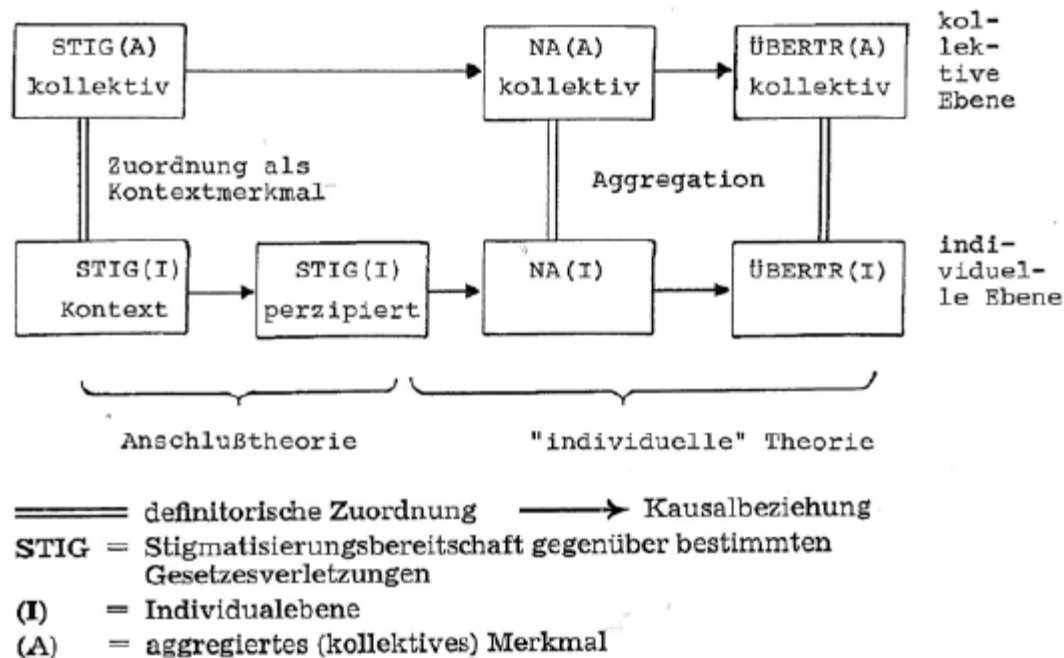 STIG(A)
kollektiv
NA(A)
kollektiv
ÜBERTR(A)
kollektiv
kol-
lek-
tive
Ebene
Zuordnung als
Kontextmerkmal
Aggregation
STIG(I)
Kontext
STIG(I)
perzipiert
NA(I)
ÜBERTR(I)
indi-
viduel-
le Ebene
Anschlußtheorie
"individuelle" Theorie
definitorische Zuordnung
Kausalbeziehung
STIG = Stigmatisierungsbereitschaft gegenüber bestimmten
Gesetzesverletzungen
(I) = Individualebene
(A) = aggregiertes (kollektives) Merkmal